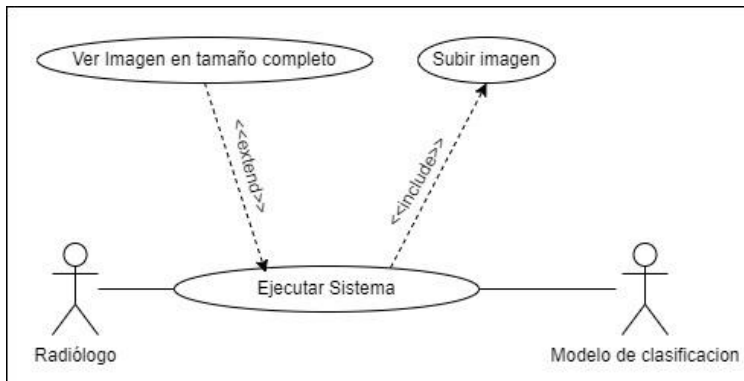 Ver Imagen en tamaño completo
Subir imagen
<<extend>>
<<include>>
Ejecutar Sistema
Radiólogo
Modelo de clasificacion